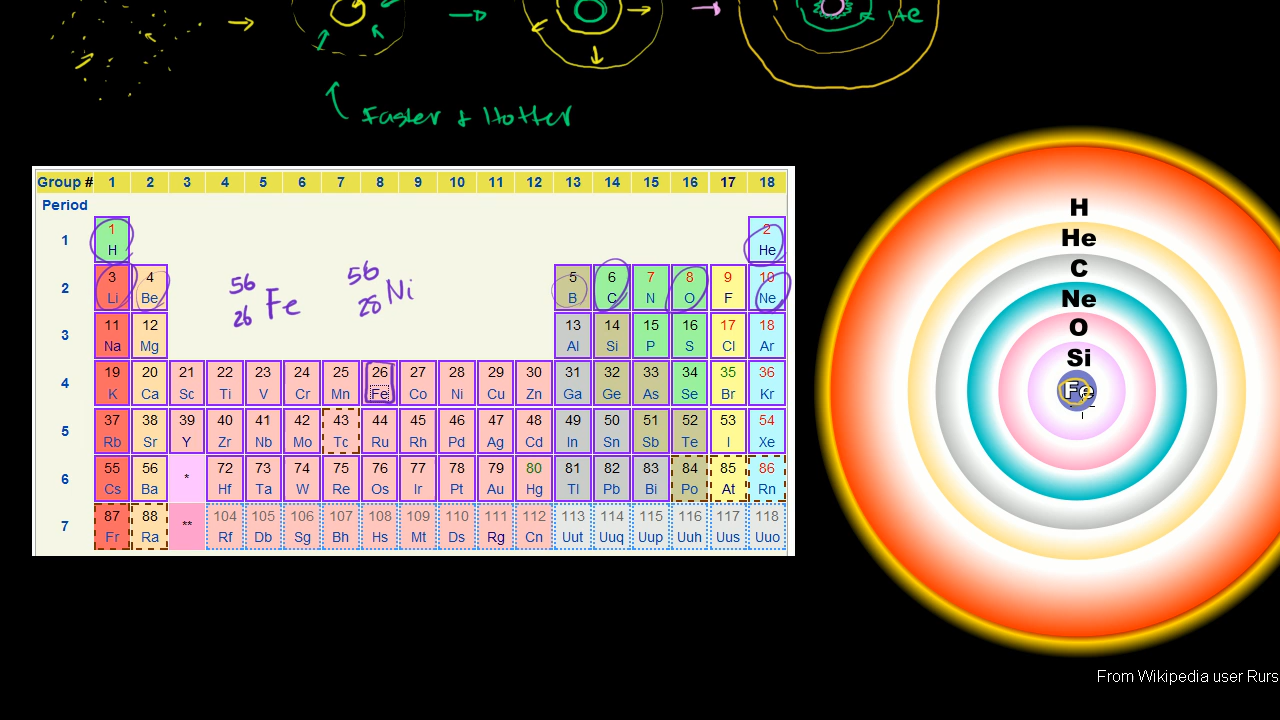 He
Faster + Hotter
Group # 1 2 3 4 5 6 7 8 9 10 11 12 13 14 15 16 17 18
Period
1 1 2
H He
2 3 4 5 6 7 8 9 10
Li Be B C N O F Ne
56 Fe 26
56 Ni 28
3 11 12 13 14 15 16 17 18
Na Mg Al Si P S Cl Ar
4 19 20 21 22 23 24 25 26 27 28 29 30 31 32 33 34 35 36
K Ca Sc Ti V Cr Mn Fe Co Ni Cu Zn Ga Ge As Se Br Kr
5 37 38 39 40 41 42 43 44 45 46 47 48 49 50 51 52 53 54
Rb Sr Y Zr Nb Mo Tc Ru Rh Pd Ag Cd In Sn Sb Te I Xe
6 55 56 * 72 73 74 75 76 77 78 79 80 81 82 83 84 85 86
Cs Ba Hf Ta W Re Os Ir Pt Au Hg Tl Pb Bi Po At Rn
7 87 88 ** 104 105 106 107 108 109 110 111 112 113 114 115 116 117 118
Fr Ra Rf Db Sg Bh Hs Mt Ds Rg Cn Uut Uuq Uup Uuh Uus Uuo
H
He
C
Ne
O
Si
Fe
From Wikipedia user Rurs